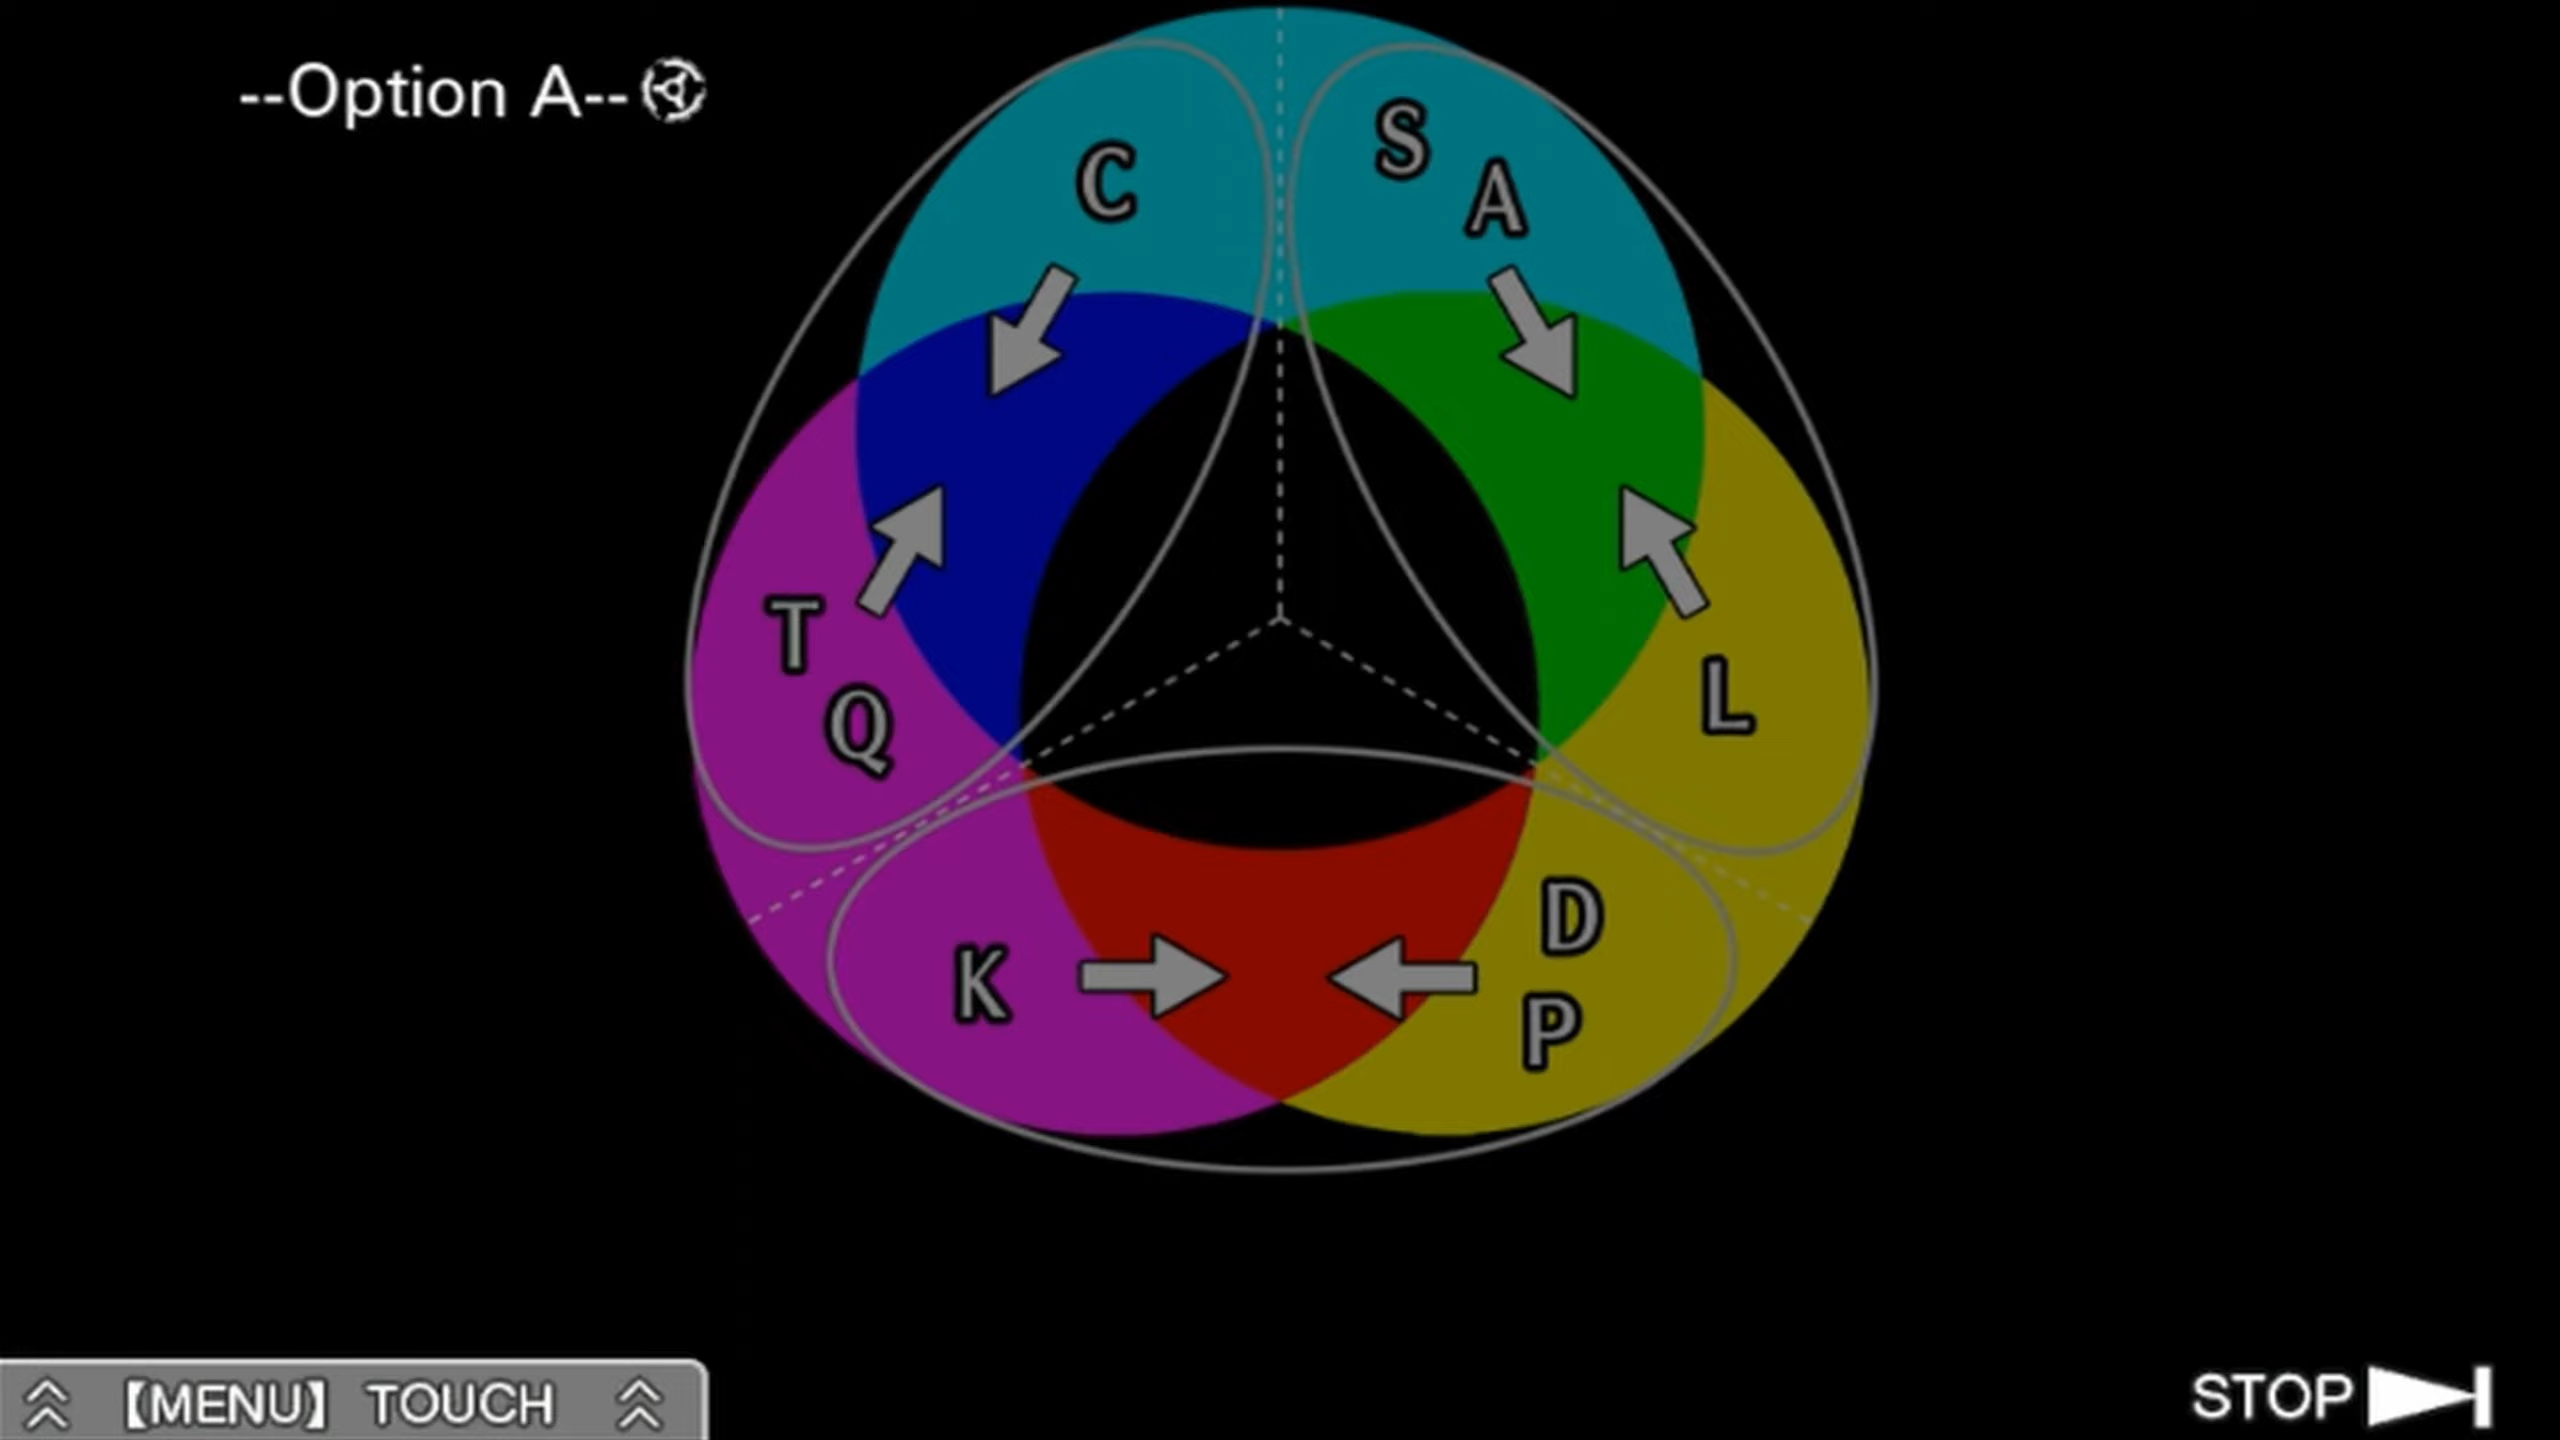 --Option A--
C
S
A
T
Q
L
K
D
P
【MENU】 TOUCH
STOP